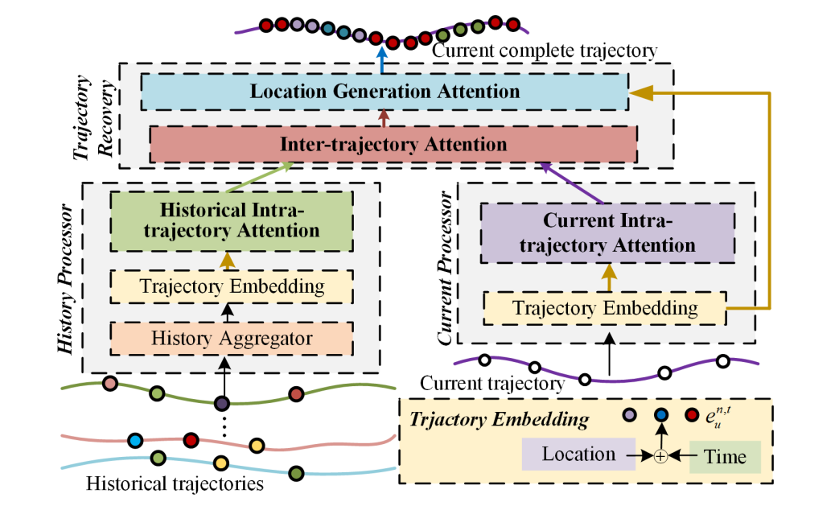 Current complete trajectory
Trajectory
Recovery
Location Generation Attention
Inter-trajectory Attention
History Processor
Historical Intra-
trajectory Attention
Trajectory Embedding
History Aggregator
Current Processor
Current Intra-
trajectory Attention
Trajectory Embedding
Current trajectory
Historical trajectories
Trjactory Embedding
e_u^{n,t}
Location
+
Time